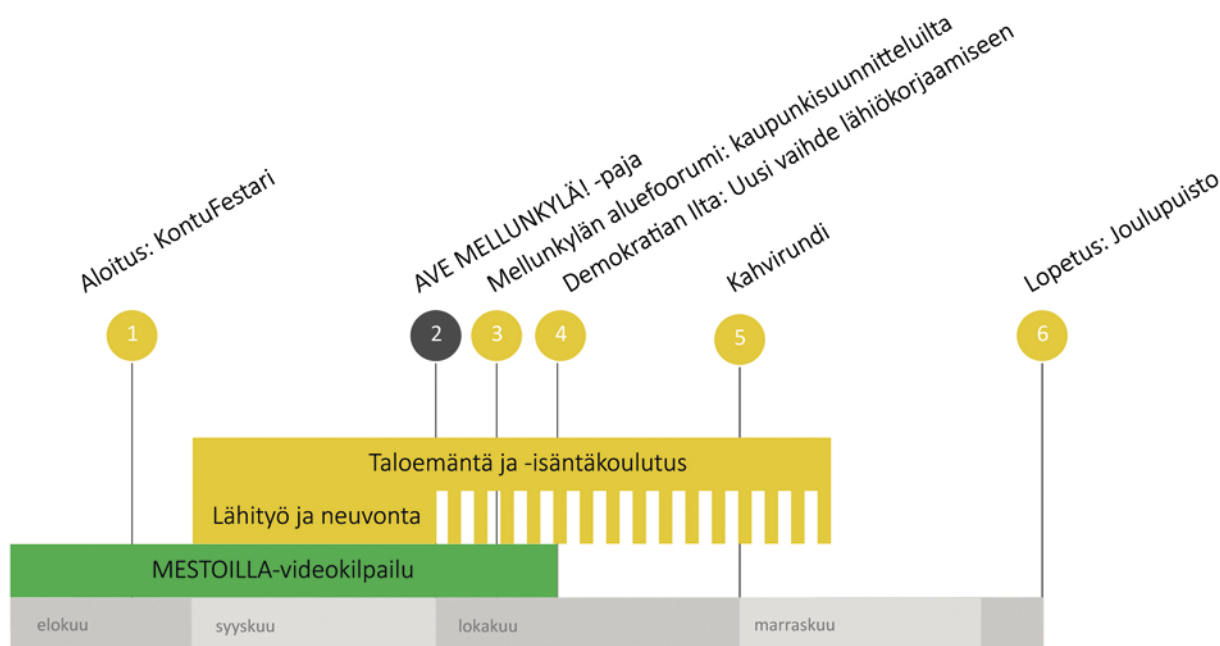 Aloitus: KontuFestari
AVE MELLUNKYLÄ! -paja
Mellunkylän aluefoorumi: kaupunkisuunnitteluilta
Demokratian Ilta: Uusi vaihde lähiökorjaamiseen
Kahvirundi
Lopetus: Joulupuisto
1
2
3
4
5
6
Taloemäntä ja -isäntäkoulutus
Lähityö ja neuvonta
MESTOILLA-videokilpailu
elokuu
syyskuu
lokakuu
marraskuu